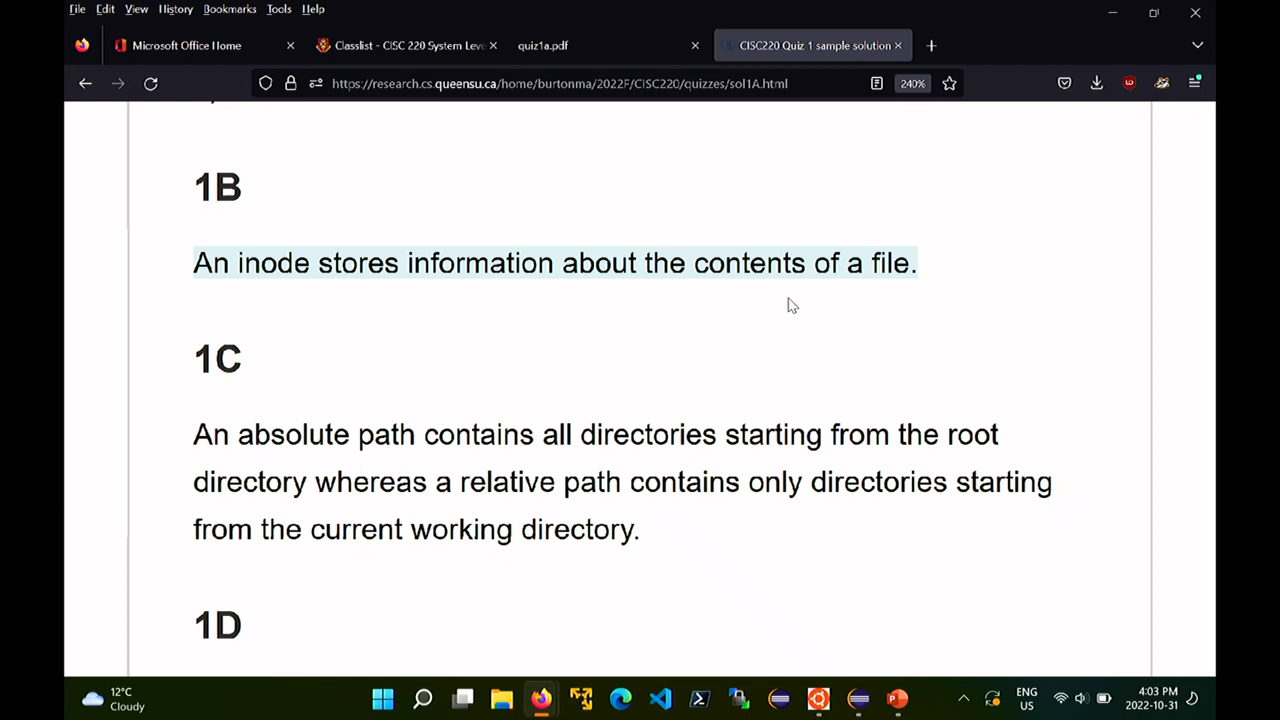 File Edit View History Bookmarks Tools Help
Microsoft Office Home
Classlist - CISC 220 System Leve
quiz1a.pdf
CISC220 Quiz 1 sample solution
https://research.cs.queensu.ca/home/burtonma/2022F/CISC220/quizzes/sol1A.html
240%
1B
An inode stores information about the contents of a file.
1C
An absolute path contains all directories starting from the root
directory whereas a relative path contains only directories starting
from the current working directory.
1D
12°C
Cloudy
ENG
US
4:03 PM
2022-10-31